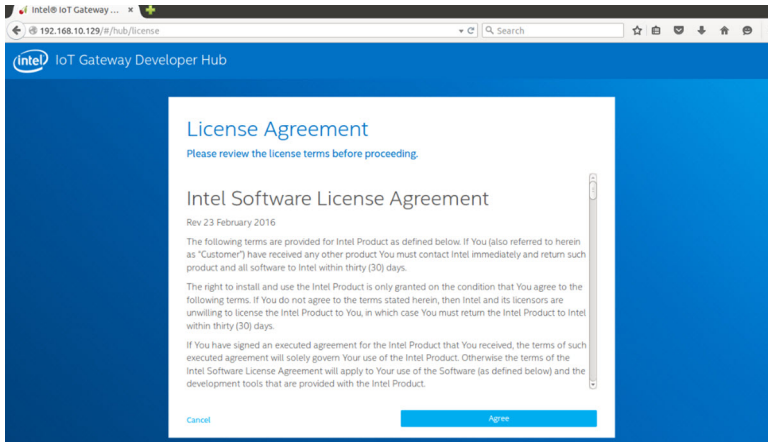 Intel® IoT Gateway ...
192.168.10.129/#/hub/license
Search
intel IoT Gateway Developer Hub
License Agreement
Please review the license terms before proceeding.
Intel Software License Agreement
Rev 23 February 2016
The following terms are provided for Intel Product as defined below. If You (also referred to herein
as "Customer") have received any other product You must contact Intel immediately and return such
product and all software to Intel within thirty (30) days.
The right to install and use the Intel Product is only granted on the condition that You agree to the
following terms. If You do not agree to the terms stated herein, then Intel and its licensors are
unwilling to license the Intel Product to You, in which case You must return the Intel Product to Intel
within thirty (30) days.
If You have signed an executed agreement for the Intel Product that You received, the terms of such
executed agreement will solely govern Your use of the Intel Product. Otherwise the terms of the
Intel Software License Agreement will apply to Your use of the Software (as defined below) and the
development tools that are provided with the Intel Product.
Cancel
Agree